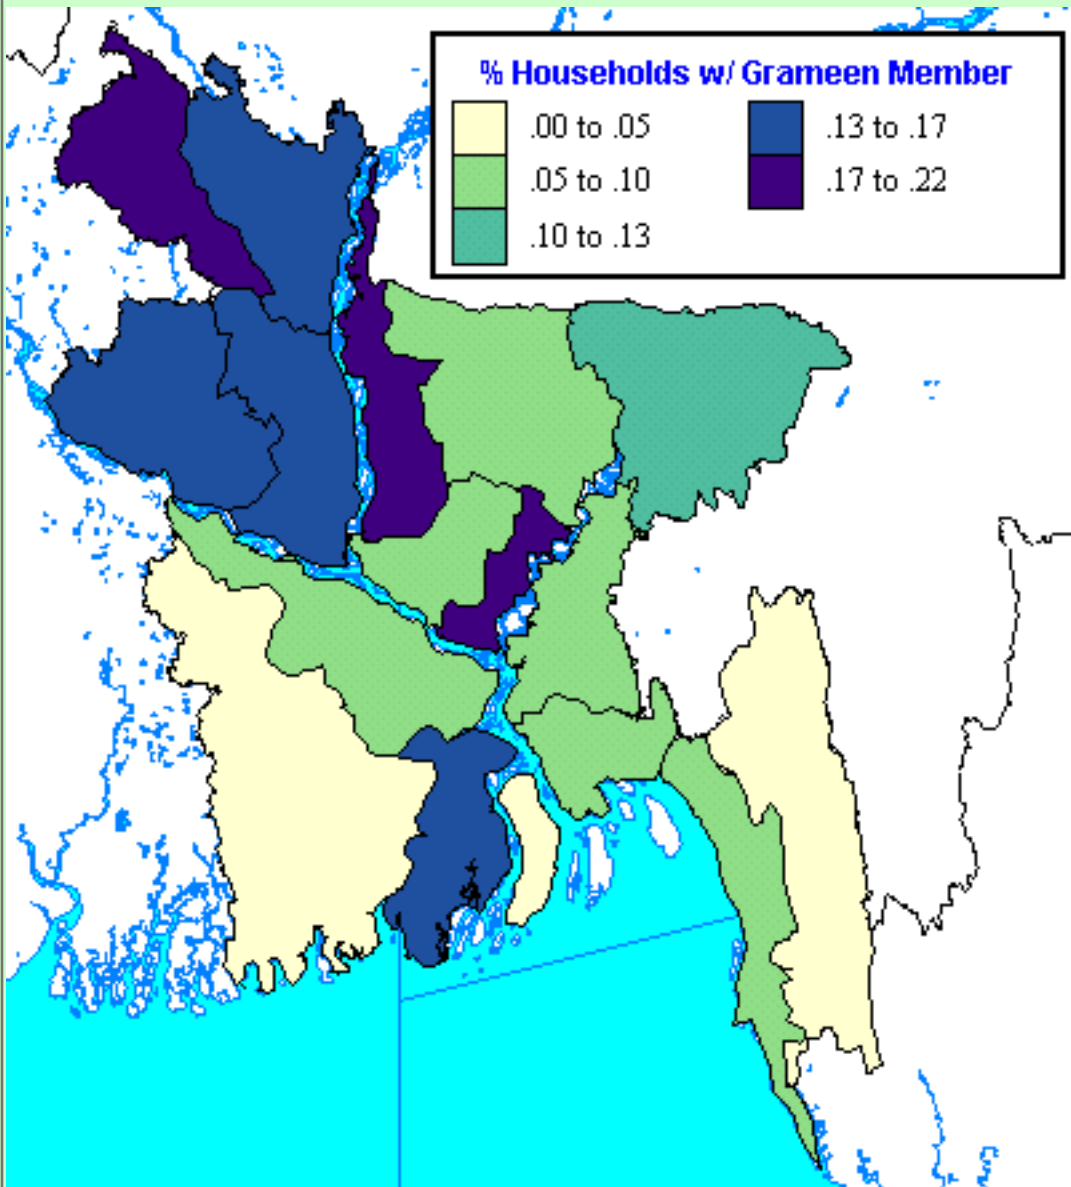 % Households w/ Grameen Member
.00 to .05
.05 to .10
.10 to .13
.13 to .17
.17 to .22